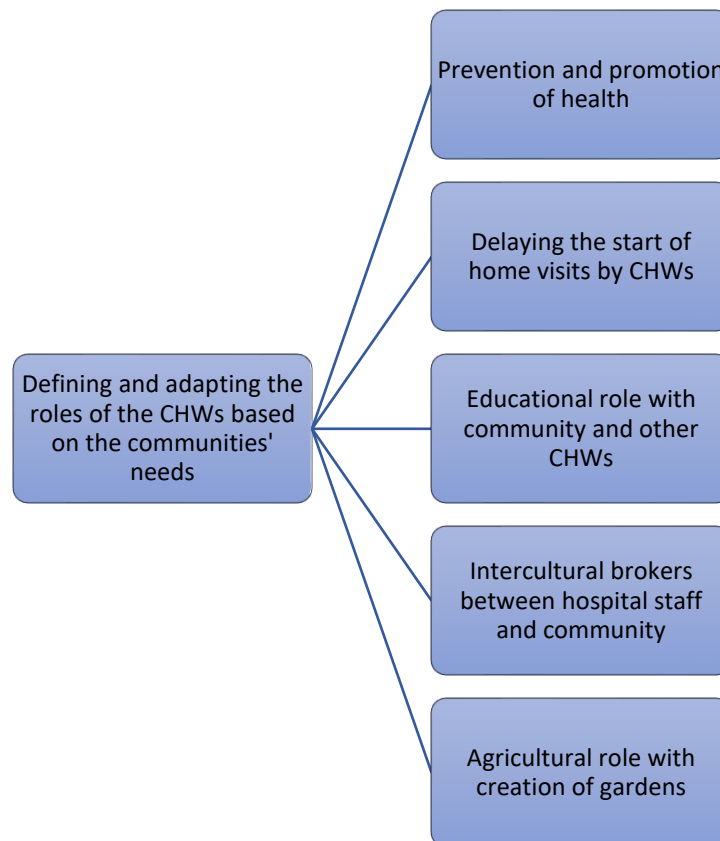 Prevention and promotion
of health
Delaying the start of
home visits by CHWs
Defining and adapting the
roles of the CHWs based
on the communities'
needs
Educational role with
community and other
CHWs
Intercultural brokers
between hospital staff
and community
Agricultural role with
creation of gardens